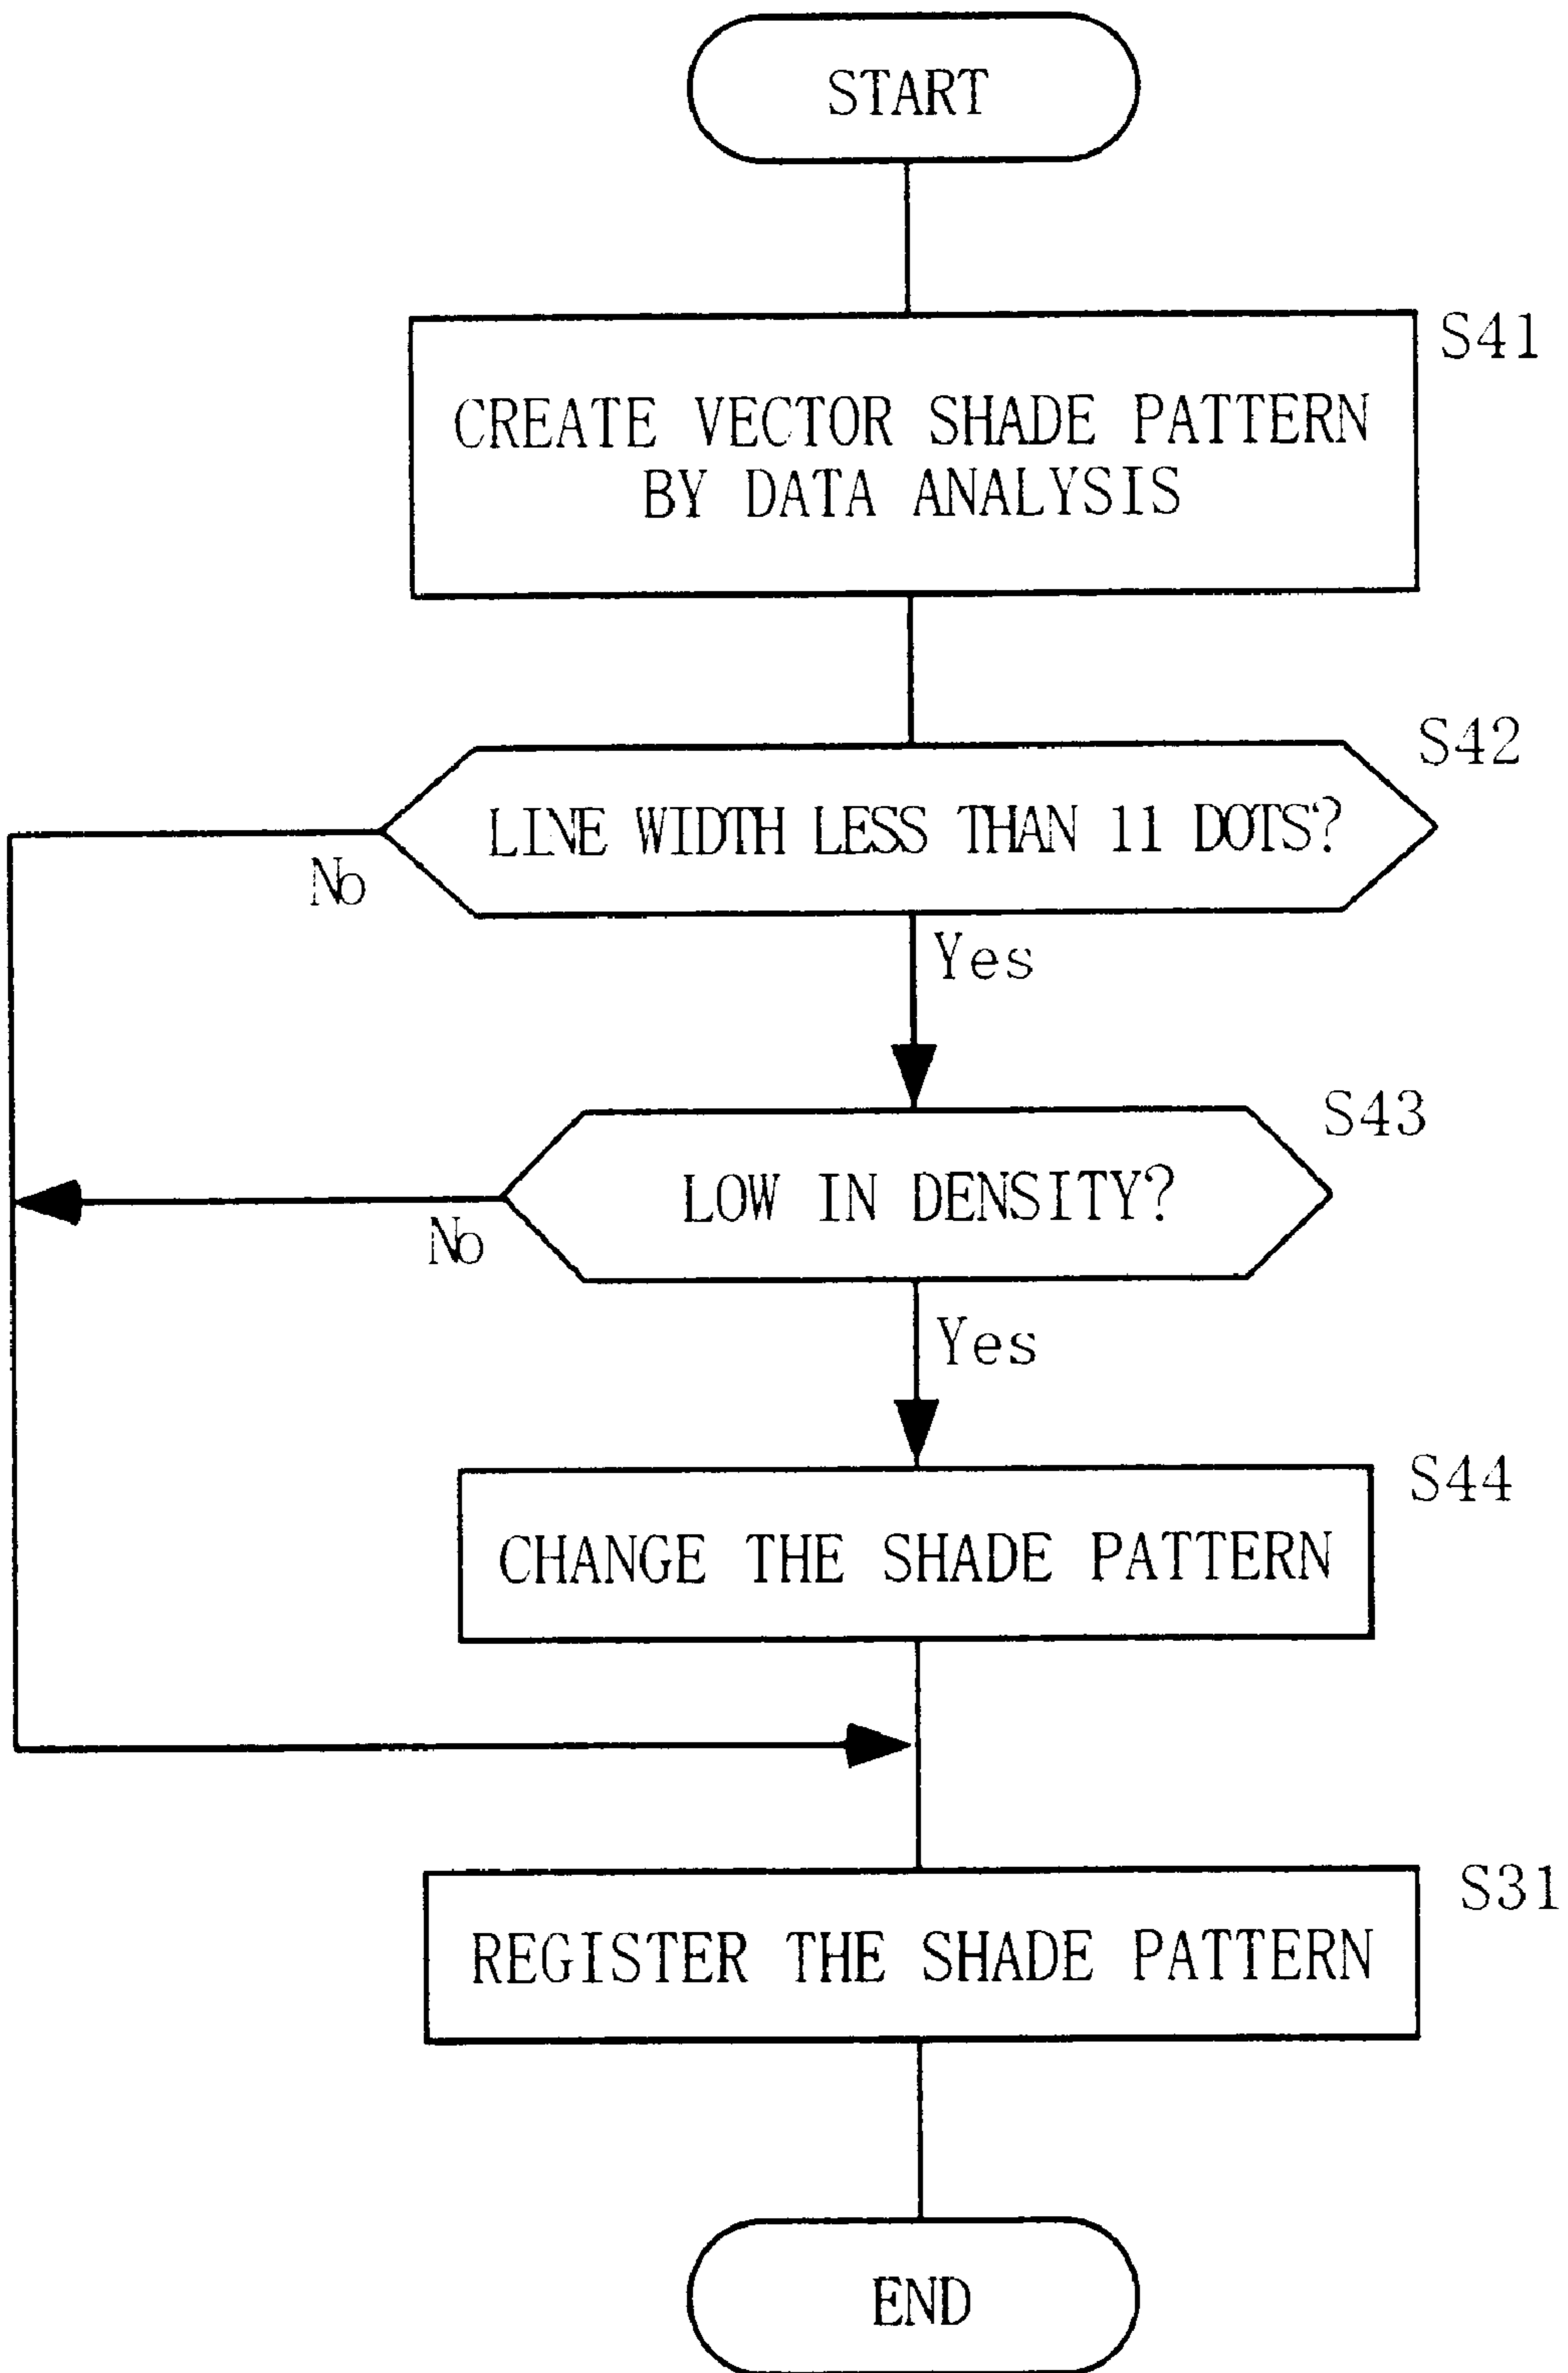 START
S41
CREATE VECTOR SHADE PATTERN
BY DATA ANALYSIS
S42
LINE WIDTH LESS THAN 11 DOTS?
No
Yes
S43
LOW IN DENSITY?
No
Yes
S44
CHANGE THE SHADE PATTERN
S31
REGISTER THE SHADE PATTERN
END